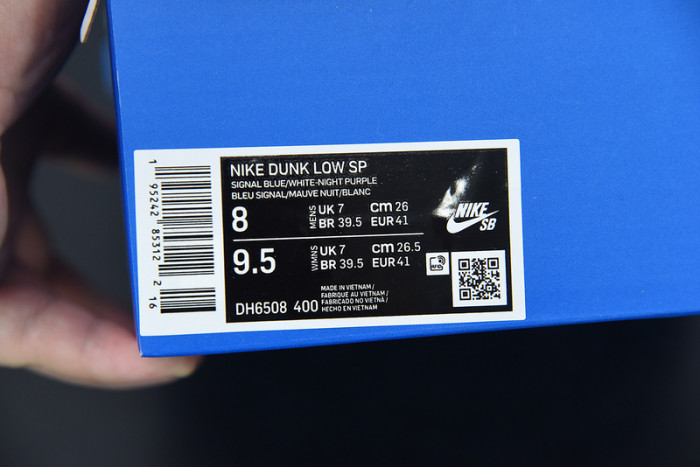 1 95242 85312 2 16
NIKE DUNK LOW SP
SIGNAL BLUE/WHITE-NIGHT PURPLE
BLEU SIGNAL/MAUVE NUIT/BLANC
8 MENS UK 7 cm 26
BR 39.5 EUR 41
9.5 WMNS UK 7 cm 26.5
BR 39.5 EUR 41
NIKE
SB
DH6508 400
MADE IN VIETNAM /
FABRIQUE AU VIETNAM /
FABRICADO NO VIETNÃ /
HECHO EN VIETNAM